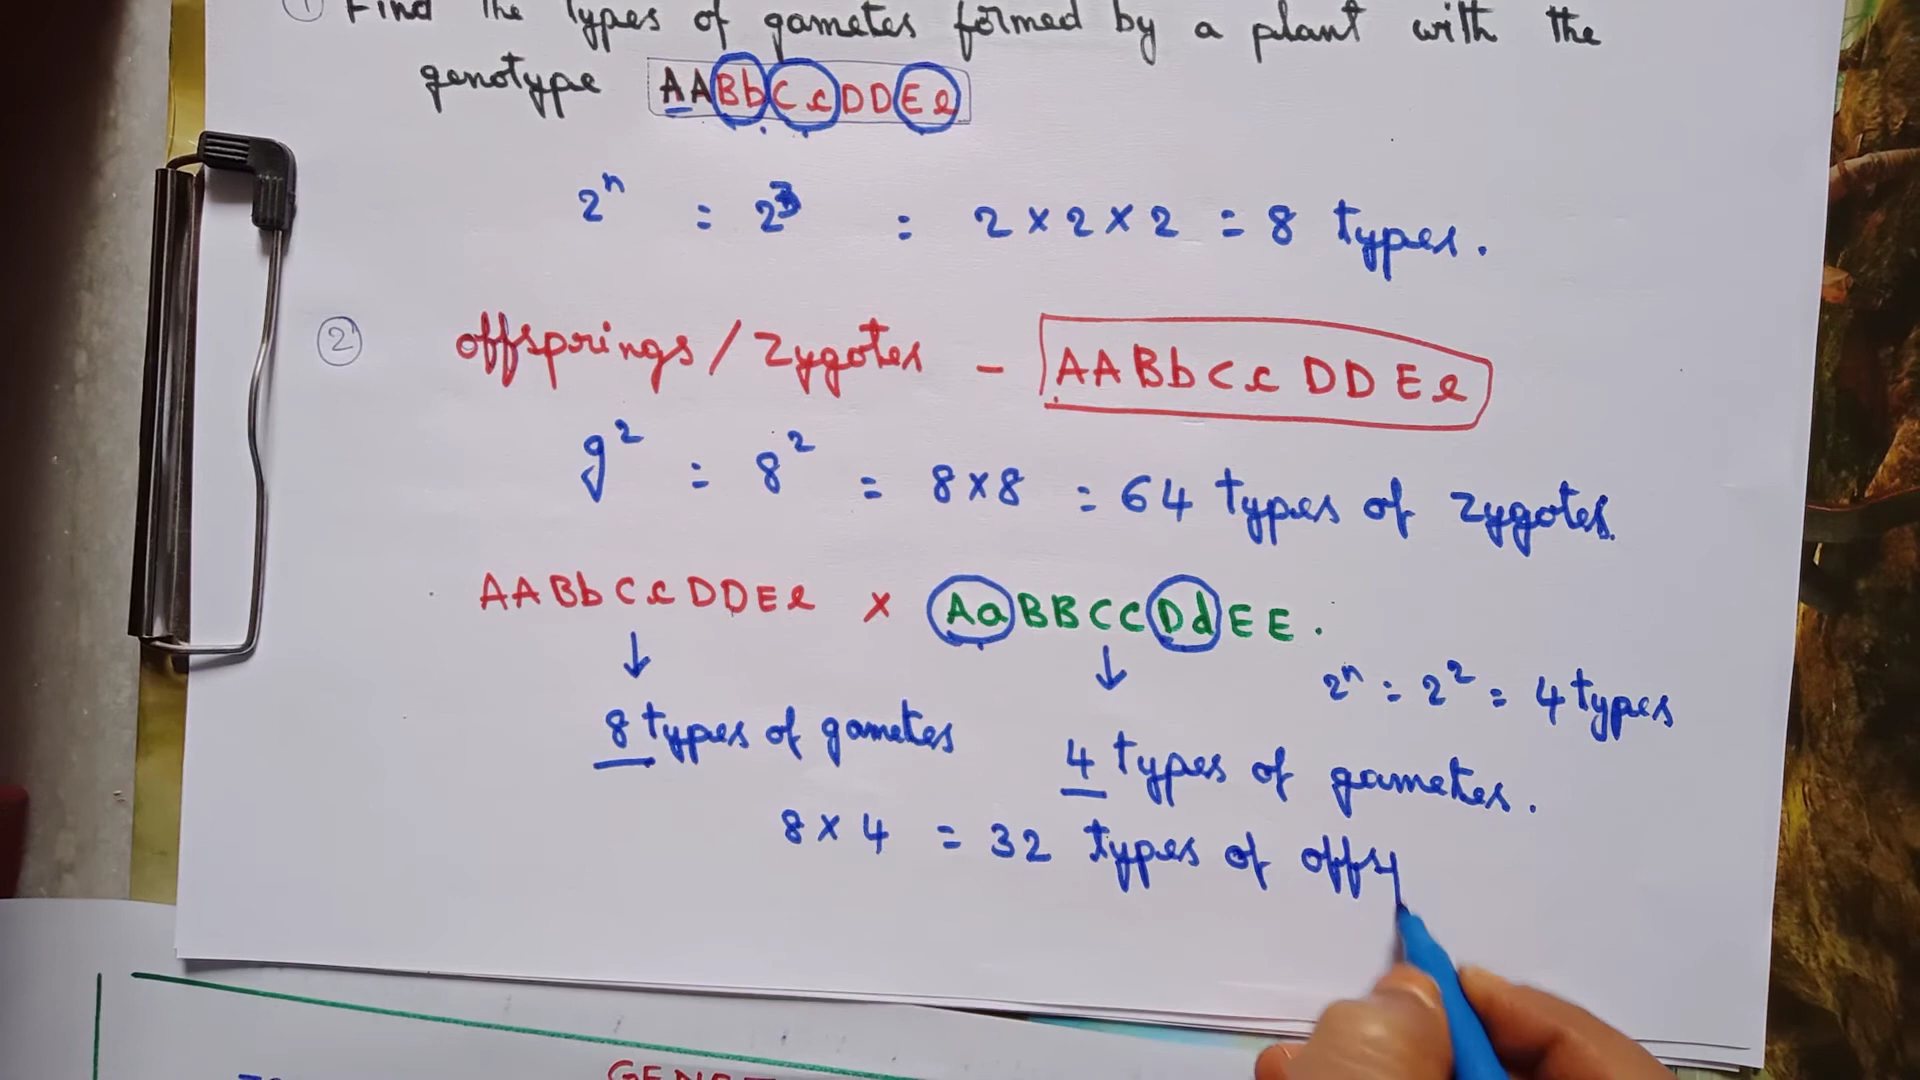 ① Find the types of gametes formed by a plant with the
genotype AABbCcDDEe
2ⁿ = 2³ = 2 × 2 × 2 = 8 types.
② offsprings / Zygotes - AABbCcDDEe
g² = 8² = 8×8 = 64 types of zygotes.
AABbCcDDEe × AaBBCCDdEE.
↓ ↓
2ⁿ = 2² = 4 types
8 types of gametes 4 types of gametes.
8 × 4 = 32 types of offsp